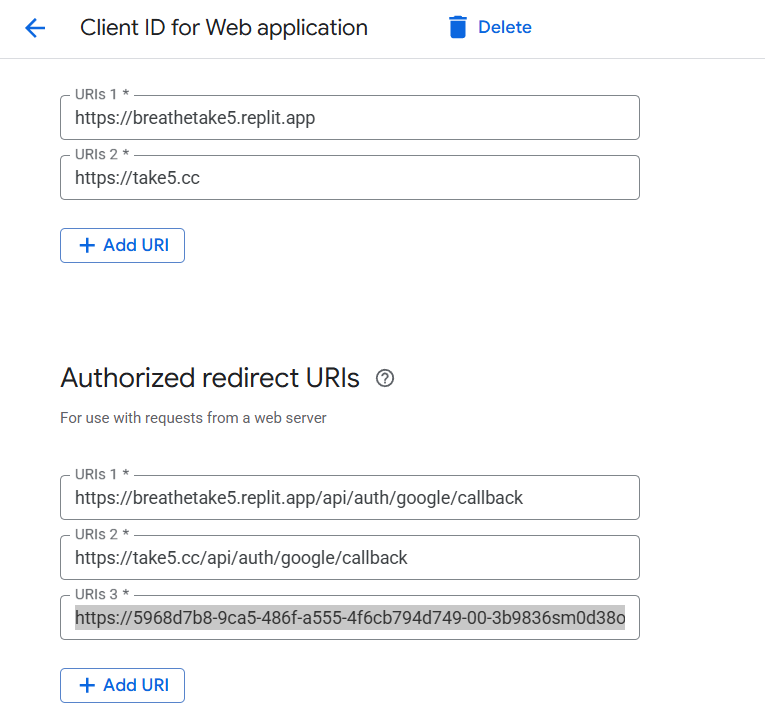 Client ID for Web application
Delete
URIs 1 *
https://breathetake5.replit.app
URIs 2 *
https://take5.cc
+ Add URI
Authorized redirect URIs
For use with requests from a web server
URIs 1 *
https://breathetake5.replit.app/api/auth/google/callback
URIs 2 *
https://take5.cc/api/auth/google/callback
URIs 3 *
https://5968d7b8-9ca5-486f-a555-4f6cb794d749-00-3b9836sm0d38o
+ Add URI